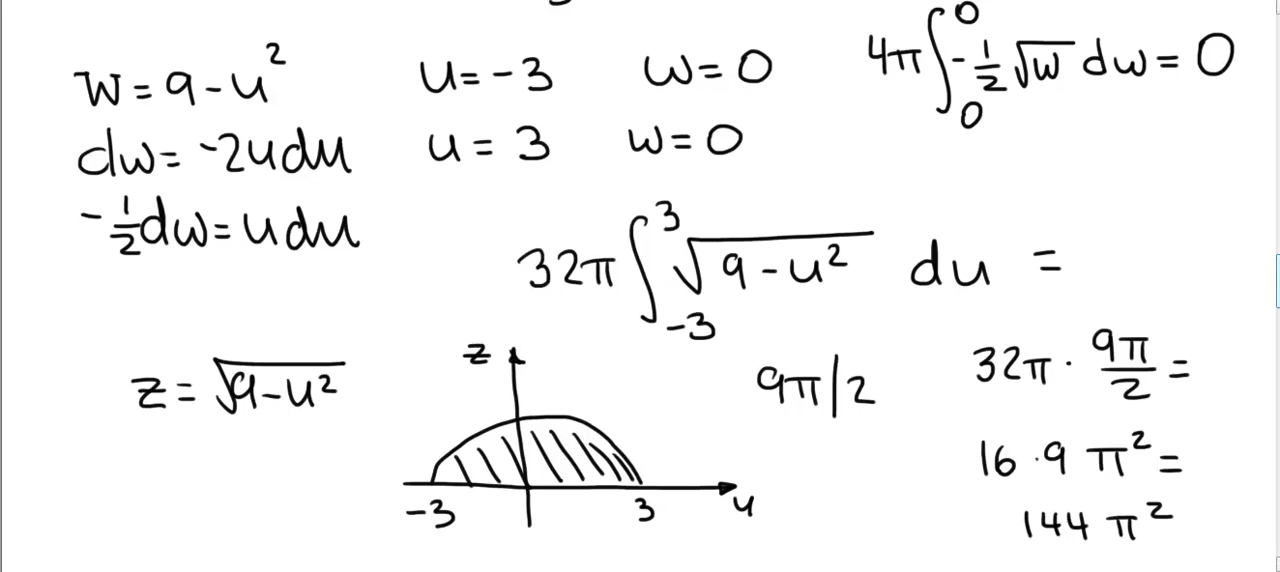 w = 9 - u²
dw = -2u du
-½ dw = u du
u = -3 w = 0
u = 3 w = 0
4π ∫₀⁰ -½ √w dw = 0
32π ∫₋₃³ √(9 - u²) du =
z = √(9 - u²)
z
-3 3 u
9π/2
32π · 9π/2 =
16 · 9 π² =
144 π²